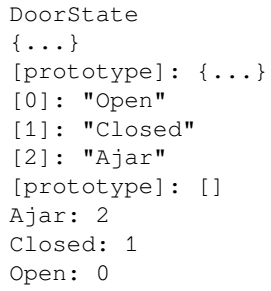 DoorState
{...}
[prototype]: {...}
[0]: "Open"
[1]: "Closed"
[2]: "Ajar"
[prototype]: []
Ajar: 2
Closed: 1
Open: 0